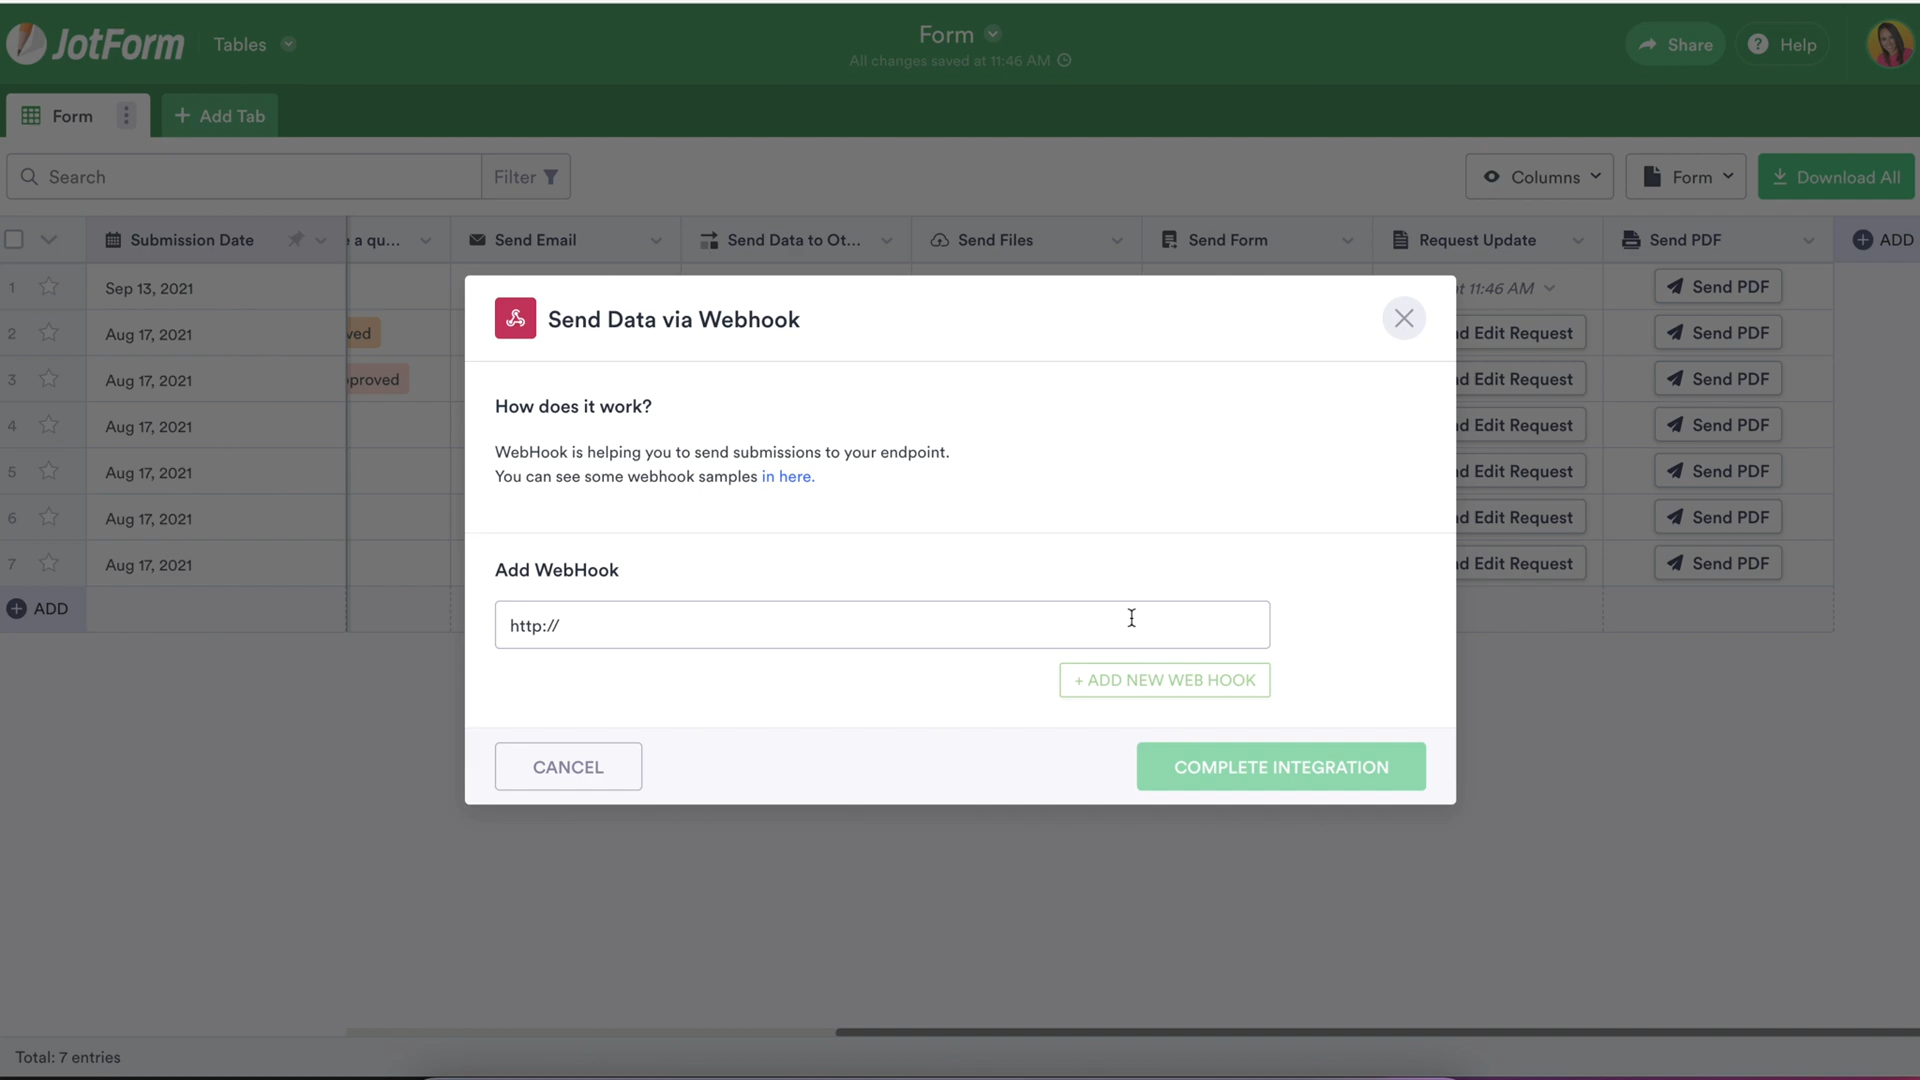 JotForm
Tables
Form
All changes saved at 11:46 AM
Share
? Help
Form
+ Add Tab
Search
Filter
Columns
Form
Download All
Submission Date
e a qu...
Send Email
Send Data to Ot...
Send Files
Send Form
Request Update
Send PDF
ADD
1 Sep 13, 2021
t 11:46 AM
Send PDF
2 Aug 17, 2021
ved
d Edit Request
Send PDF
3 Aug 17, 2021
proved
d Edit Request
Send PDF
4 Aug 17, 2021
d Edit Request
Send PDF
5 Aug 17, 2021
d Edit Request
Send PDF
6 Aug 17, 2021
d Edit Request
Send PDF
7 Aug 17, 2021
d Edit Request
Send PDF
ADD
Send Data via Webhook
How does it work?
WebHook is helping you to send submissions to your endpoint.
You can see some webhook samples in here.
Add WebHook
http://
+ ADD NEW WEB HOOK
CANCEL
COMPLETE INTEGRATION
Total: 7 entries